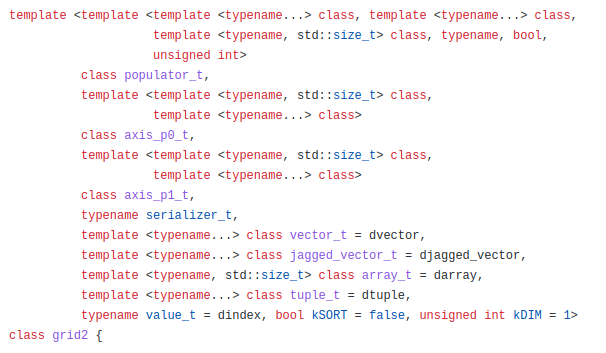 template <template <template <typename...> class, template <typename...> class,
template <typename, std::size_t> class, typename, bool,
unsigned int>
class populator_t,
template <template <typename, std::size_t> class,
template <typename...> class>
class axis_p0_t,
template <template <typename, std::size_t> class,
template <typename...> class>
class axis_p1_t,
typename serializer_t,
template <typename...> class vector_t = dvector,
template <typename...> class jagged_vector_t = djagged_vector,
template <typename, std::size_t> class array_t = darray,
template <typename...> class tuple_t = dtuple,
typename value_t = dindex, bool kSORT = false, unsigned int kDIM = 1>
class grid2 {